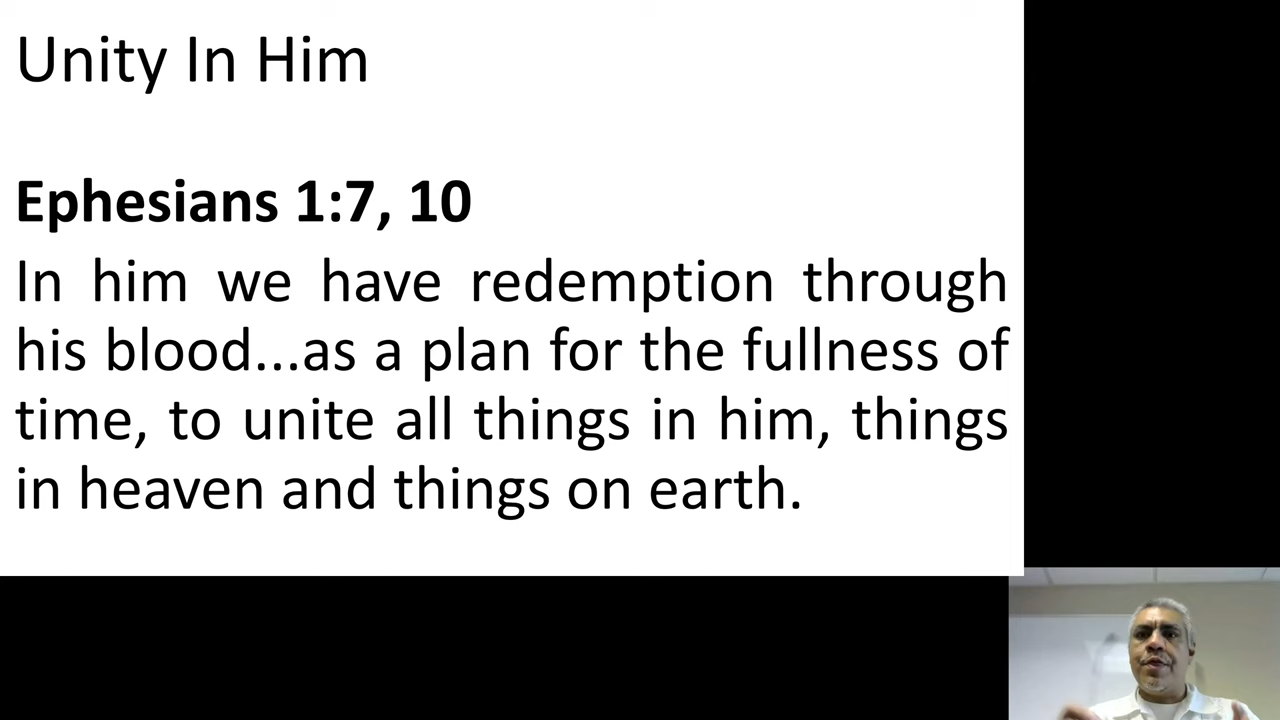 Unity In Him
Ephesians 1:7, 10
In him we have redemption through
his blood...as a plan for the fullness of
time, to unite all things in him, things
in heaven and things on earth.